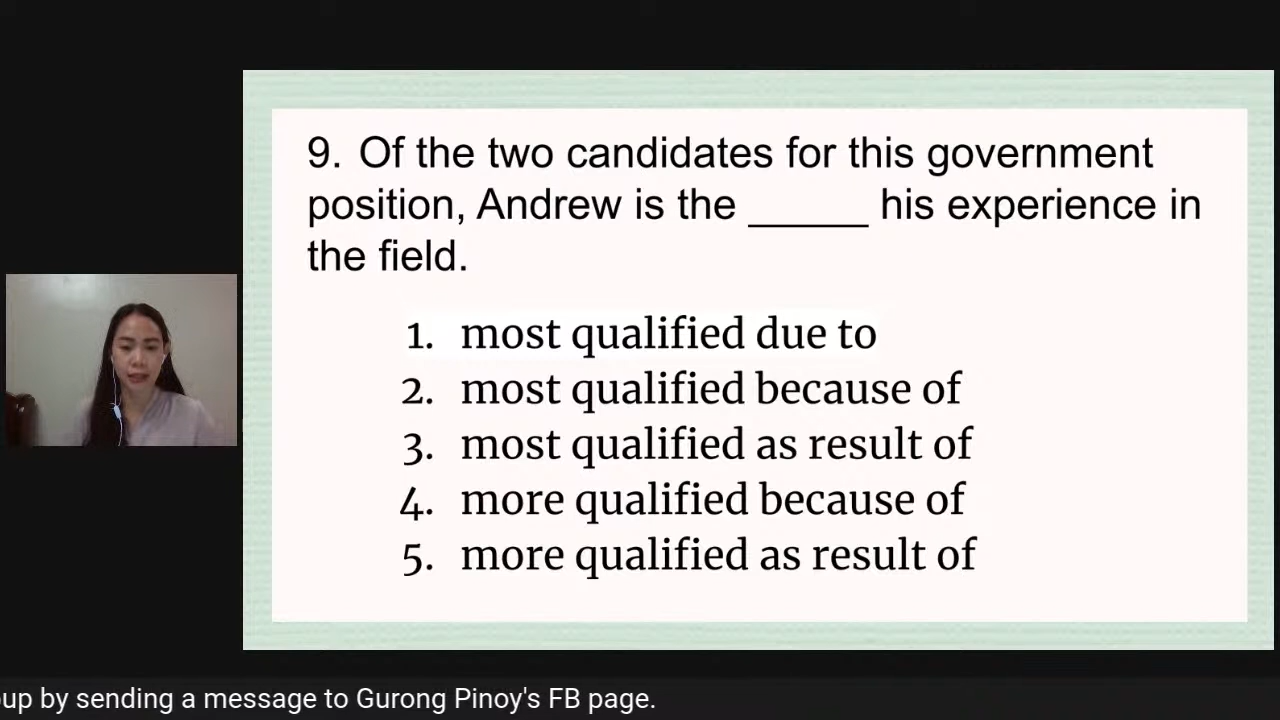 9. Of the two candidates for this government
position, Andrew is the _____ his experience in
the field.
1. most qualified due to
2. most qualified because of
3. most qualified as result of
4. more qualified because of
5. more qualified as result of
by sending a message to Gurong Pinoy's FB page.